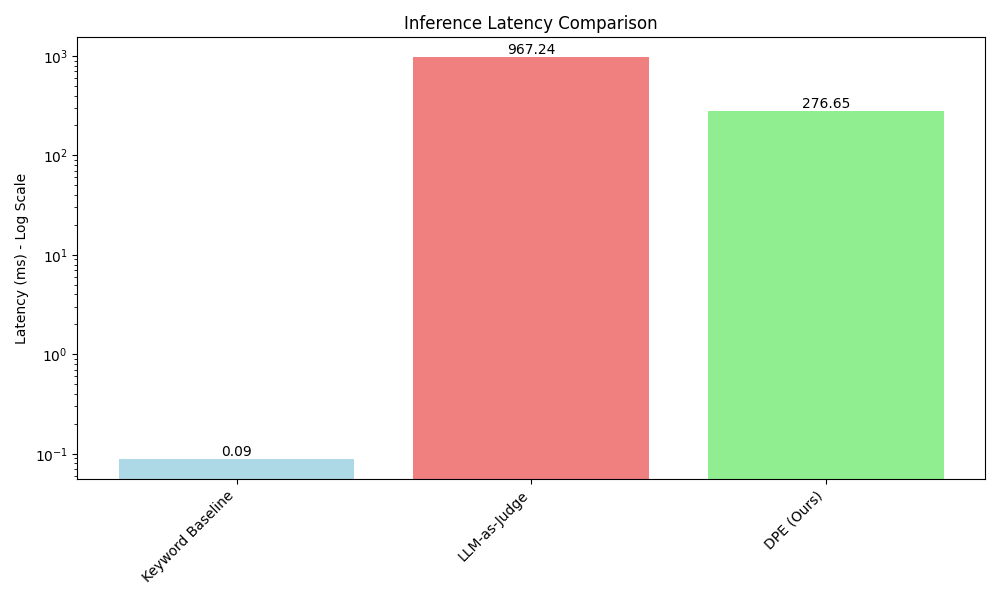 Inference Latency Comparison
Latency (ms) - Log Scale
10³
10²
10¹
10⁰
10⁻¹
0.09
967.24
276.65
Keyword Baseline
LLM-as-Judge
DPE (Ours)